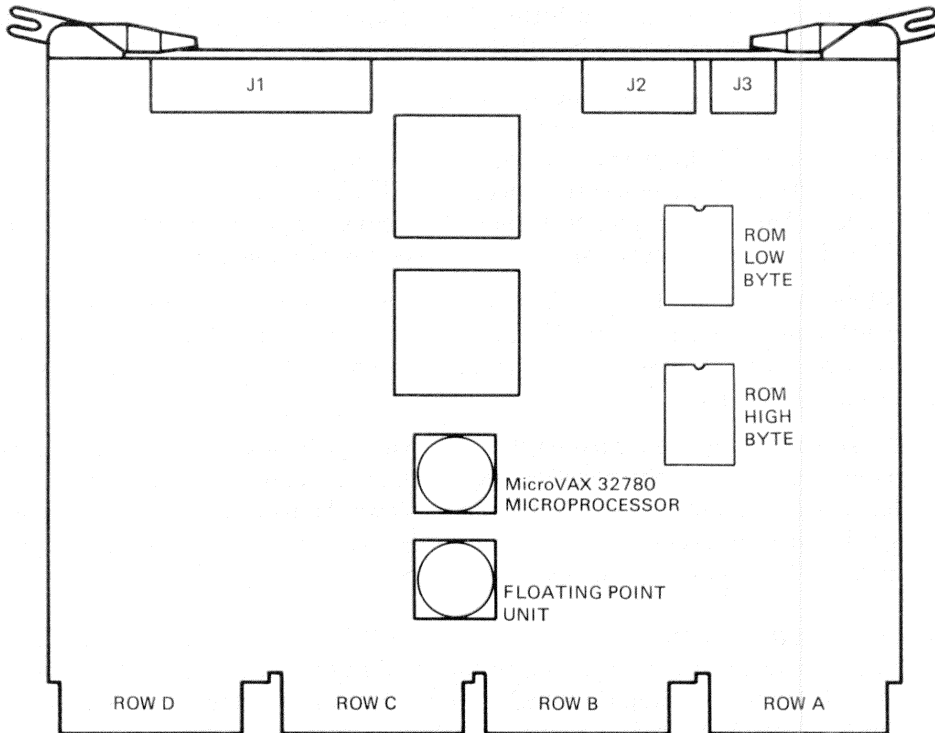 J1
J2
J3
ROM
LOW
BYTE
ROM
HIGH
BYTE
MicroVAX 32780
MICROPROCESSOR
FLOATING POINT
UNIT
ROW D
ROW C
ROW B
ROW A